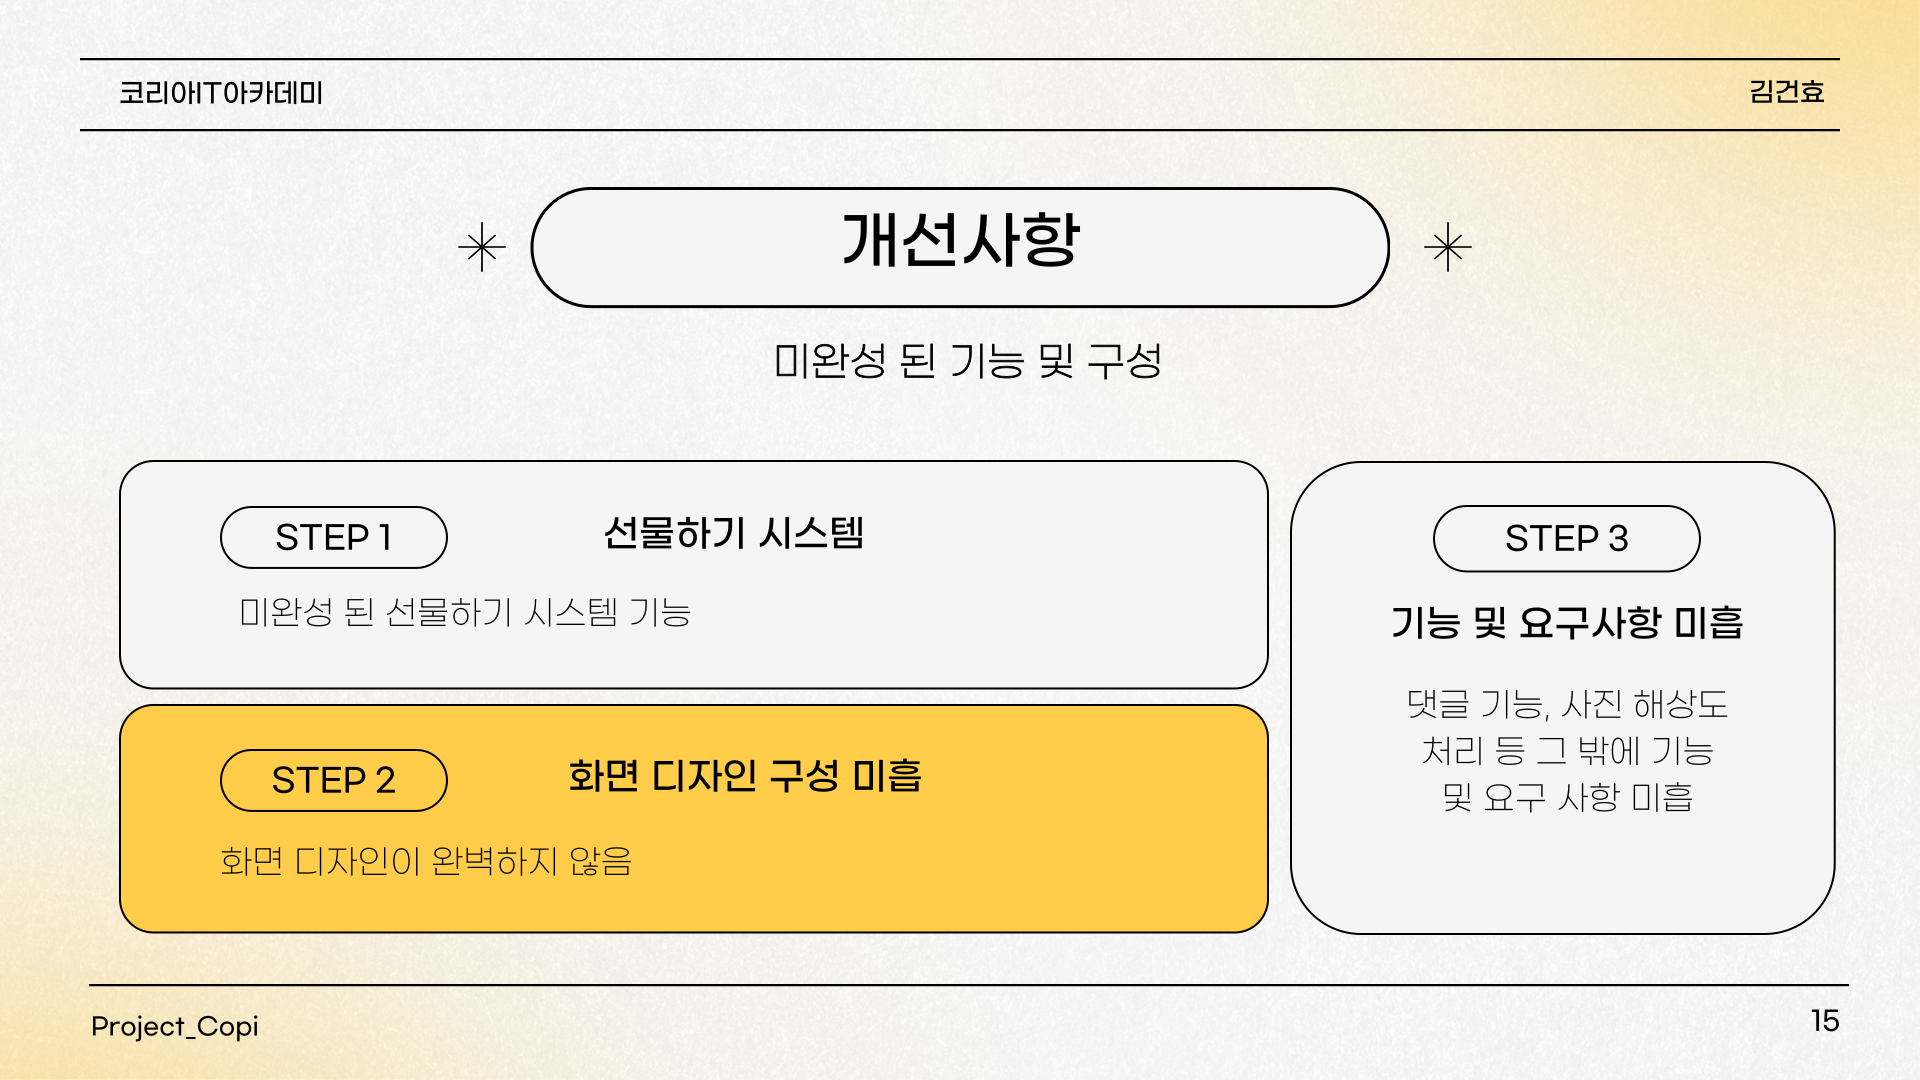 코리아IT아카데미
김건효
개선사항
미완성 된 기능 및 구성
STEP 1
선물하기 시스템
미완성 된 선물하기 시스템 기능
STEP 2
화면 디자인 구성 미흡
화면 디자인이 완벽하지 않음
STEP 3
기능 및 요구사항 미흡
댓글 기능, 사진 해상도
처리 등 그 밖에 기능
및 요구 사항 미흡
Project_Copi
15